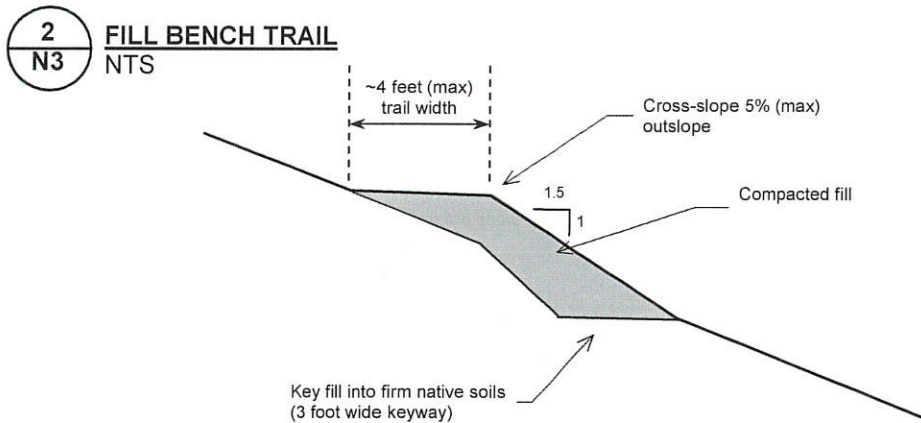 2
N3
FILL BENCH TRAIL
NTS
~4 feet (max)
trail width
Cross-slope 5% (max)
outslope
1.5
1
Compacted fill
Key fill into firm native soils
(3 foot wide keyway)